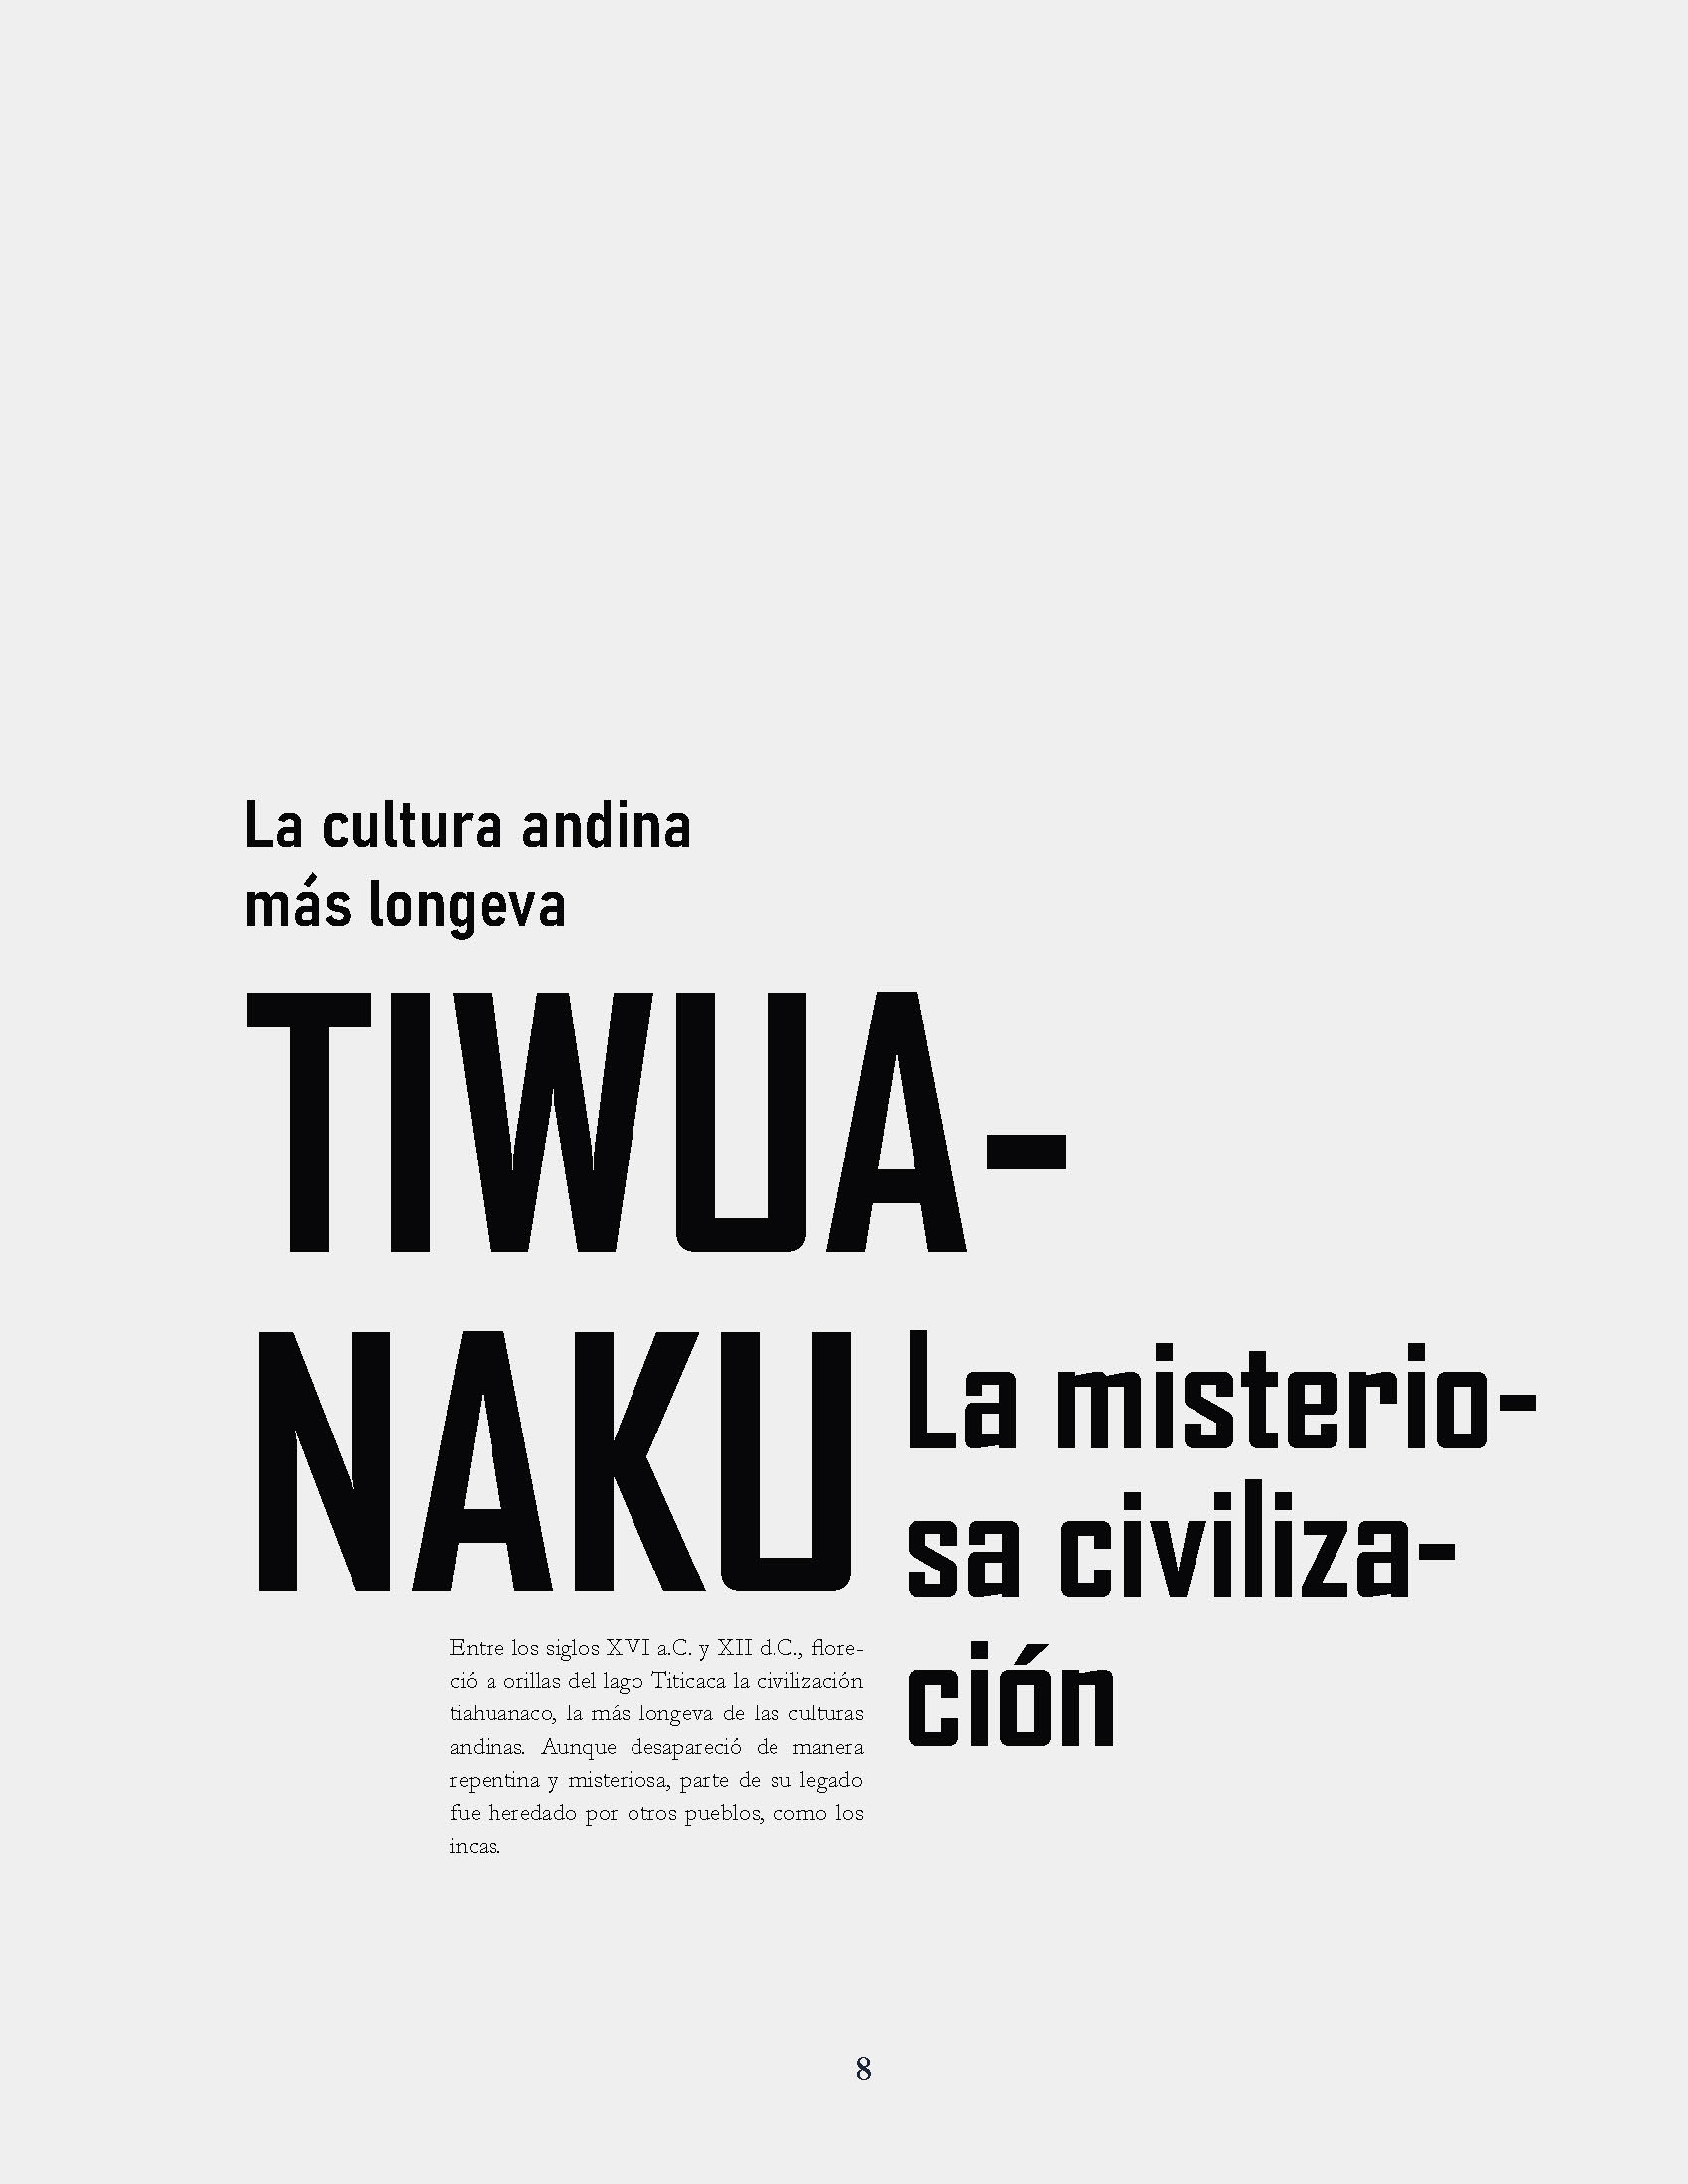 La cultura andina
más longeva
TIWUA-
NAKU
La misterio-
sa civiliza-
ción
Entre los siglos XVI a.C. y XII d.C., flore-
ció a orillas del lago Titicaca la civilización
tiahuanaco, la más longeva de las culturas
andinas. Aunque desapareció de manera
repentina y misteriosa, parte de su legado
fue heredado por otros pueblos, como los
incas.
8